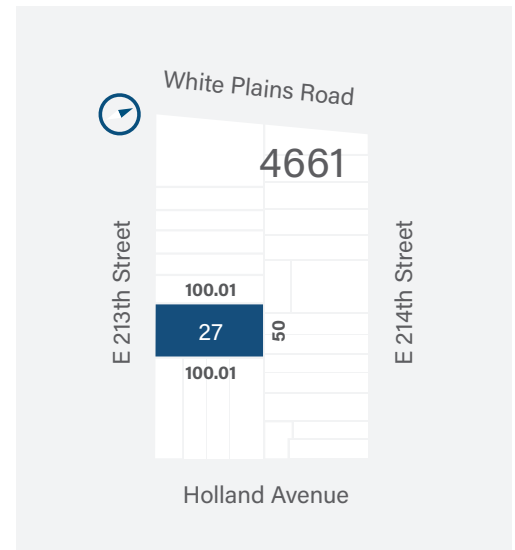 White Plains Road
4661
E 213th Street
E 214th Street
100.01
27
50
100.01
Holland Avenue